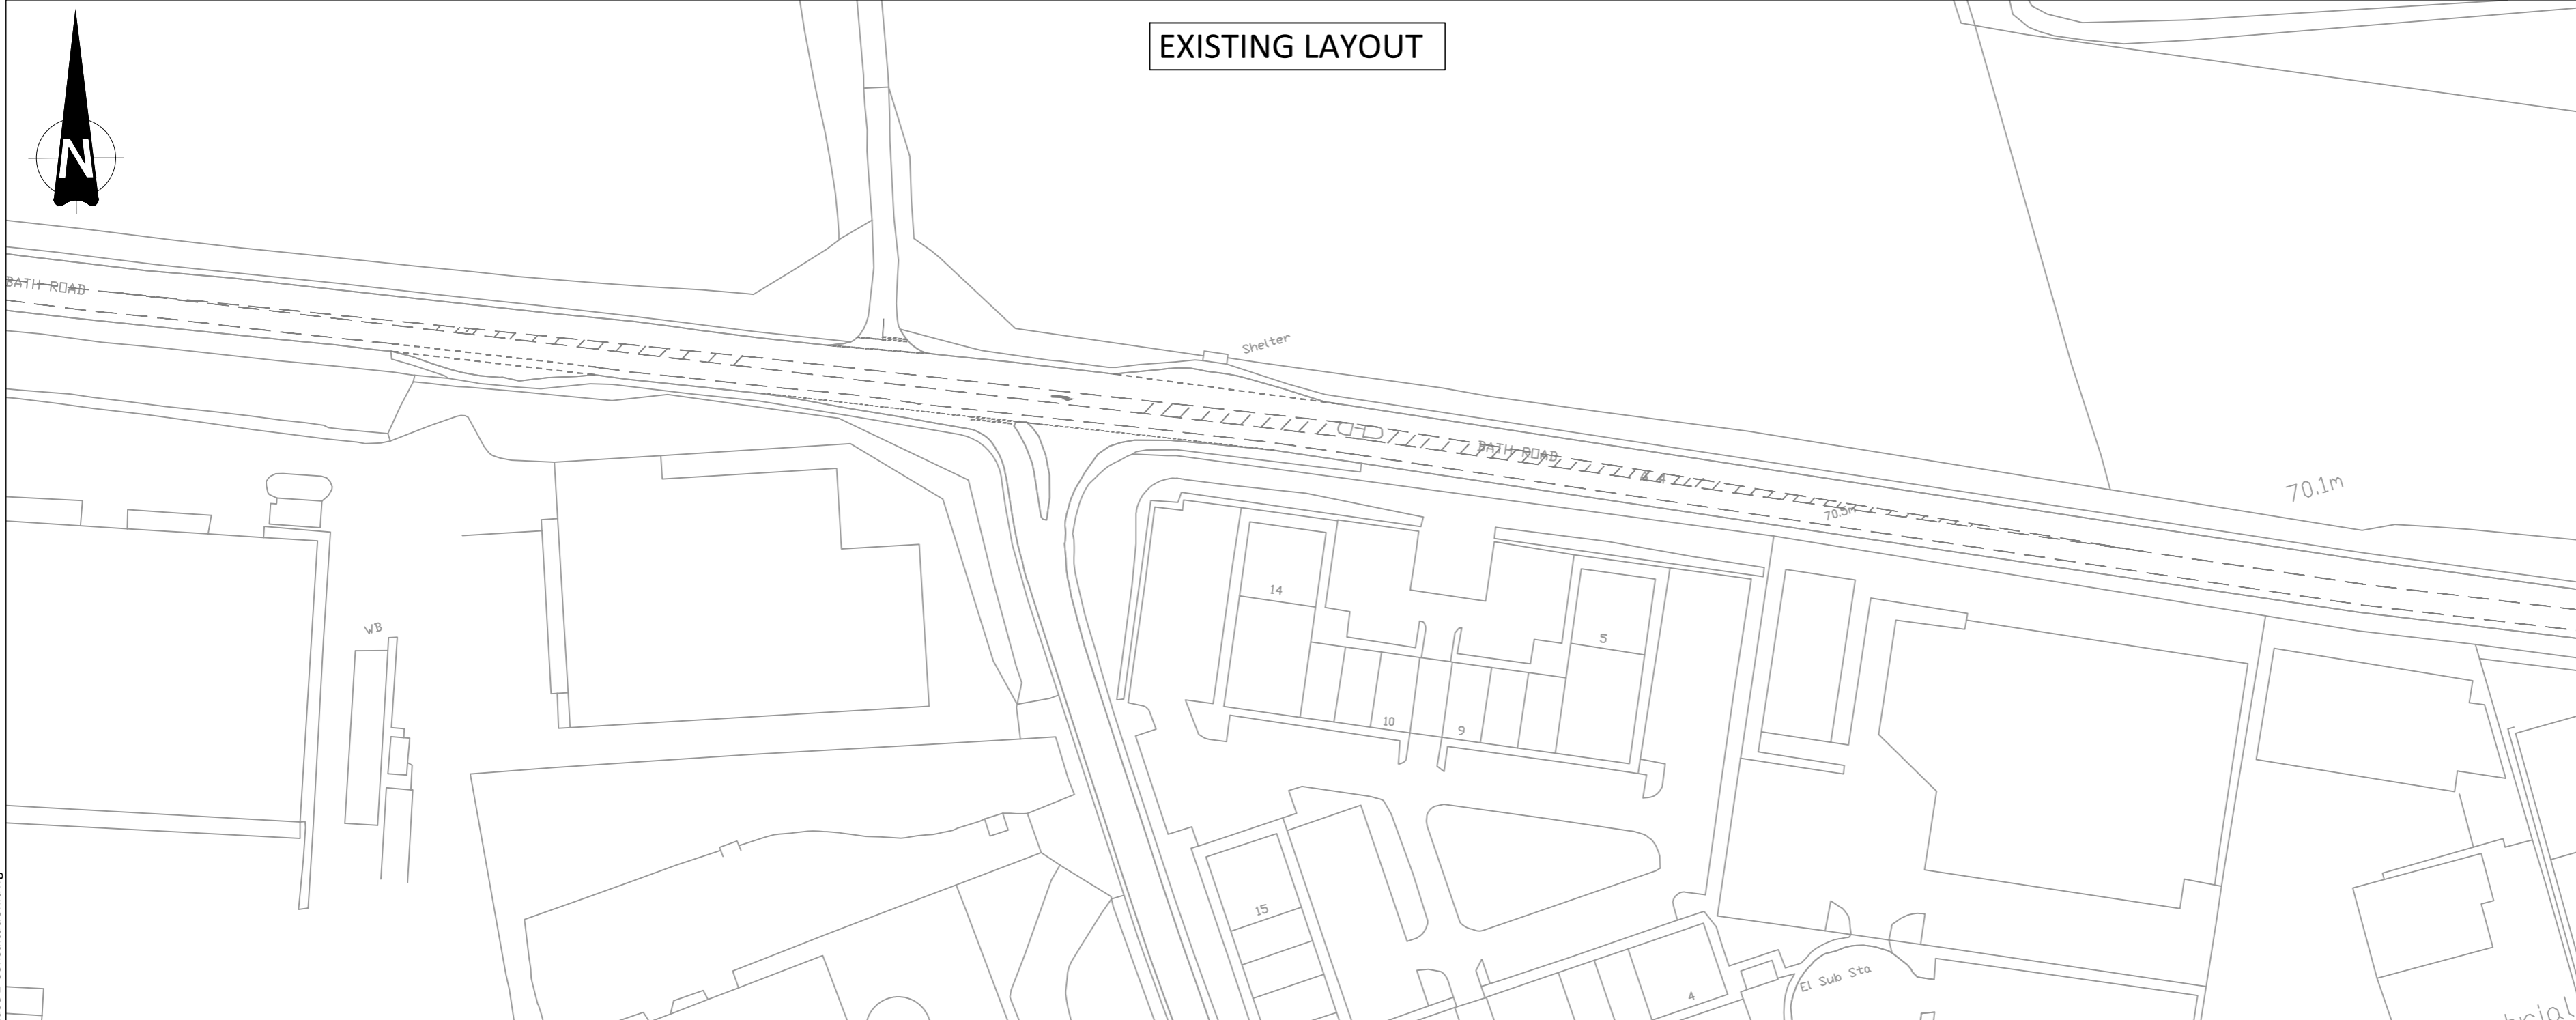 EXISTING LAYOUT
N
BATH ROAD
Shelter
BATH ROAD
70.1m
70.5m
14
5
WB
10
9
15
El Sub Sta
4